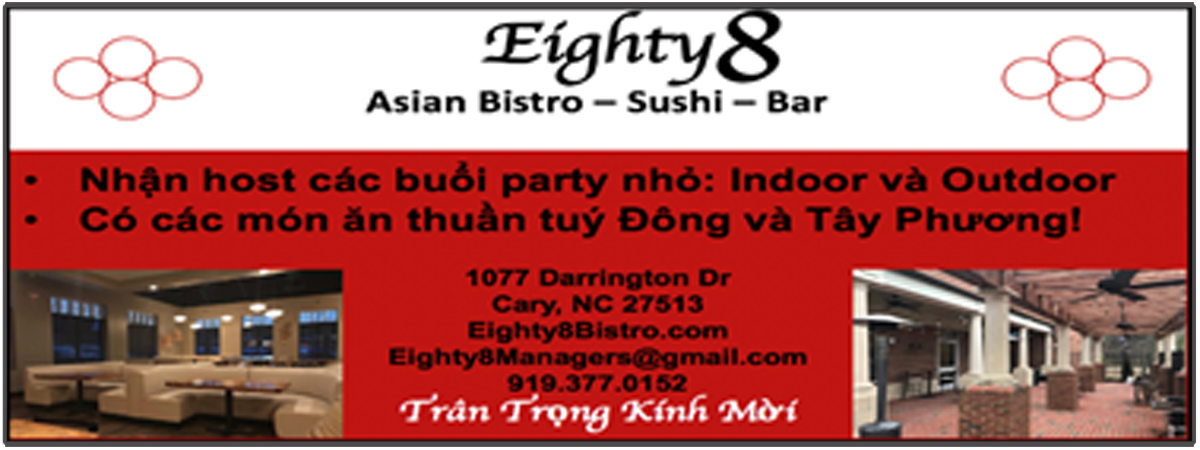 Eighty8
Asian Bistro – Sushi – Bar
• Nhận host các buổi party nhỏ: Indoor và Outdoor
• Có các món ăn thuần tuý Đông và Tây Phương!
1077 Darrington Dr
Cary, NC 27513
Eighty8Bistro.com
Eighty8Managers@gmail.com
919.377.0152
Trân Trọng Kính Mời